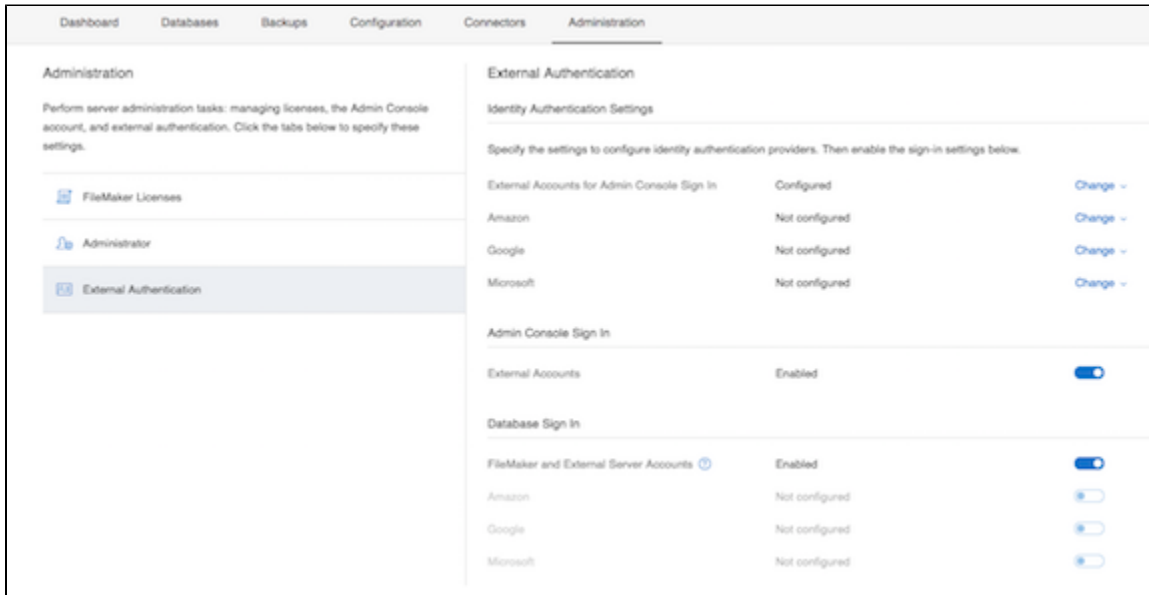 Dashboard Databases Backups Configuration Connectors Administration
Administration
Perform server administration tasks: managing licenses, the Admin Console
account, and external authentication. Click the tabs below to specify these
settings.
FileMaker Licenses
Administrator
External Authentication
External Authentication
Identity Authentication Settings
Specify the settings to configure identity authentication providers. Then enable the sign-in settings below.
External Accounts for Admin Console Sign In Configured Change
Amazon Not configured Change
Google Not configured Change
Microsoft Not configured Change
Admin Console Sign In
External Accounts Enabled
Database Sign In
FileMaker and External Server Accounts ? Enabled
Amazon Not configured
Google Not configured
Microsoft Not configured